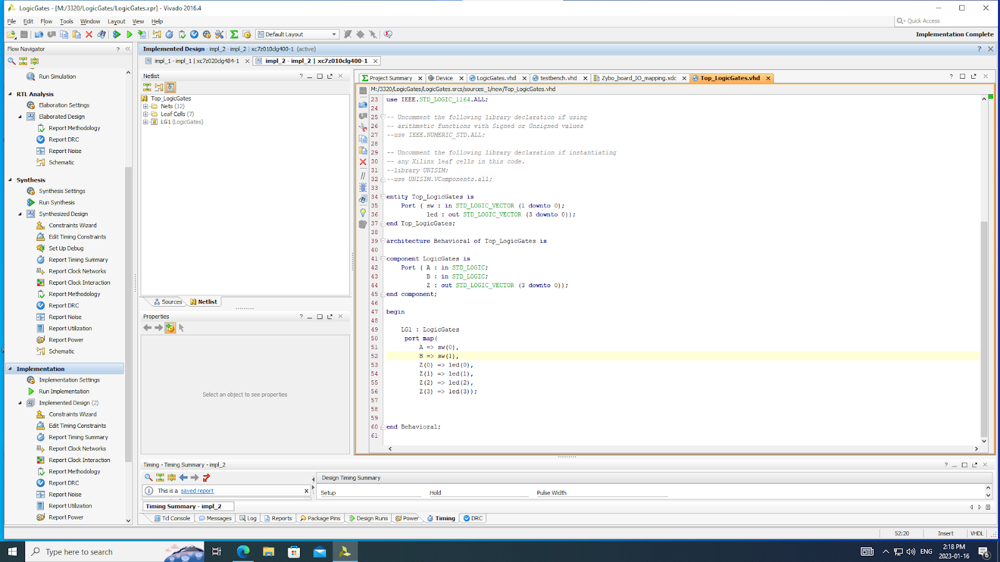 LogicGates - [M:/3320/LogicGates/LogicGates.xpr] - Vivado 2016.4
File Edit Flow Tools Window Layout View Help
Quick Access
Default Layout
Implementation Complete
Flow Navigator
Run Simulation
RTL Analysis
Elaboration Settings
Elaborated Design
Report Methodology
Report DRC
Report Noise
Schematic
Synthesis
Synthesis Settings
Run Synthesis
Synthesized Design
Constraints Wizard
Edit Timing Constraints
Set Up Debug
Report Timing Summary
Report Clock Networks
Report Clock Interaction
Report Methodology
Report DRC
Report Noise
Report Utilization
Report Power
Schematic
Implementation
Implementation Settings
Run Implementation
Implemented Design (2)
Constraints Wizard
Edit Timing Constraints
Report Timing Summary
Report Clock Networks
Report Clock Interaction
Report Methodology
Report DRC
Report Noise
Report Utilization
Report Power
Implemented Design - impl_2 - impl_2 | xc7z010clg400-1 (active)
impl_1 - impl_1 | xc7z020clg484-1
impl_2 - impl_2 | xc7z010clg400-1
Netlist
Top_LogicGates
Nets (12)
Leaf Cells (7)
LG1 (LogicGates)
Sources Netlist
Properties
Select an object to see properties
Project Summary Device LogicGates.vhd testbench.vhd Zybo_board_IO_mapping.xdc Top_LogicGates.vhd
M:/3320/LogicGates/LogicGates.srcs/sources_1/new/Top_LogicGates.vhd
23 use IEEE.STD_LOGIC_1164.ALL;
24
25 -- Uncomment the following library declaration if using
26 -- arithmetic functions with Signed or Unsigned values
27 --use IEEE.NUMERIC_STD.ALL;
28
29 -- Uncomment the following library declaration if instantiating
30 -- any Xilinx leaf cells in this code.
31 --library UNISIM;
32 --use UNISIM.VComponents.all;
33
34 entity Top_LogicGates is
35 Port ( sw : in STD_LOGIC_VECTOR (1 downto 0);
36 led : out STD_LOGIC_VECTOR (3 downto 0));
37 end Top_LogicGates;
38
39 architecture Behavioral of Top_LogicGates is
40
41 component LogicGates is
42 Port ( A : in STD_LOGIC;
43 B : in STD_LOGIC;
44 Z : out STD_LOGIC_VECTOR (3 downto 0));
45 end component;
46
47 begin
48
49 LG1 : LogicGates
50 port map(
51 A => sw(0),
52 B => sw(1),
53 Z(0) => led(0),
54 Z(1) => led(1),
55 Z(2) => led(2),
56 Z(3) => led(3));
57
58
59
60 end Behavioral;
61
Timing - Timing Summary - impl_2
This is a saved report
Design Timing Summary
Setup Hold Pulse Width
Timing Summary - impl_2
Tcl Console Messages Log Reports Package Pins Design Runs Power Timing DRC
52:20 Insert VHDL
Type here to search
ENG
2:18 PM
2023-01-16
6